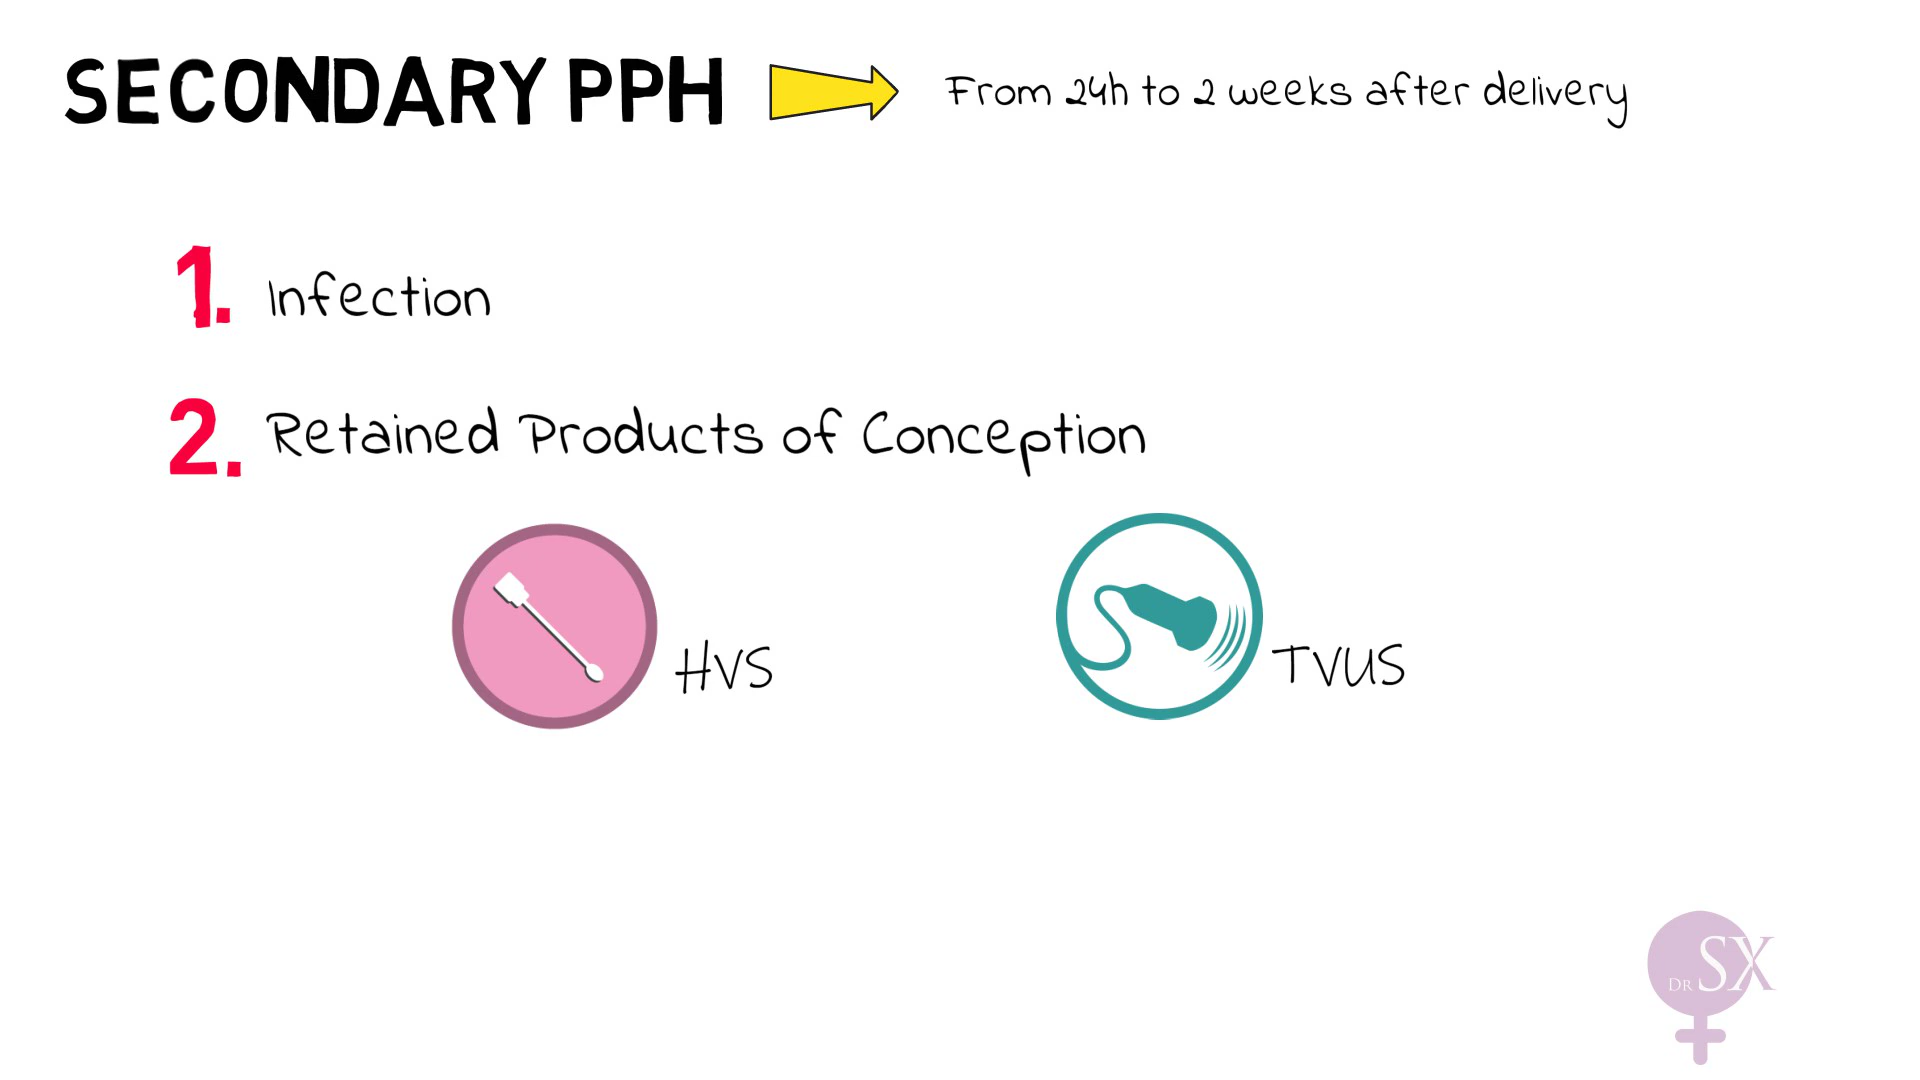 SECONDARY PPH
From 24h to 2 weeks after delivery
1. Infection
2. Retained Products of Conception
HVS
TVUS
DR SX